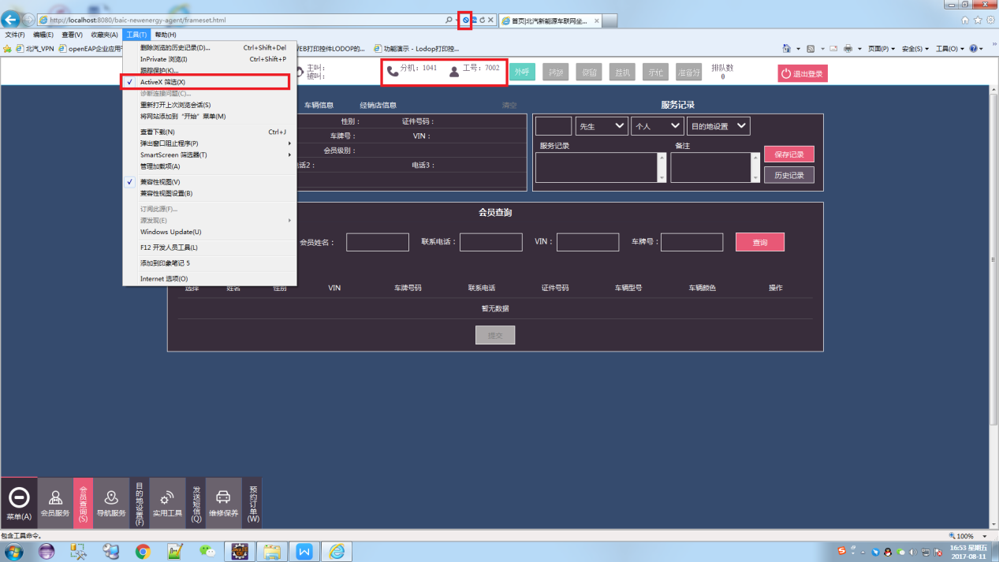 http://localhost:8080/baic-newenergy-agent/frameset.html
首页|北汽新能源车联网坐...
文件(F) 编辑(E) 查看(V) 收藏夹(A) 工具(T) 帮助(H)
北汽_VPN openEAP企业应用 WEB打印控件LODOP的... 功能演示 - Lodop打印控...
页面(P) 安全(S) 工具(O)
删除浏览的历史记录(D)... Ctrl+Shift+Del
InPrivate 浏览(I) Ctrl+Shift+P
跟踪保护(K)...
ActiveX 筛选(X)
诊断连接问题(C)...
重新打开上次浏览会话(S)
将网站添加到“开始”菜单(M)
查看下载(N) Ctrl+J
弹出窗口阻止程序(P)
SmartScreen 筛选器(T)
管理加载项(A)
兼容性视图(V)
兼容性视图设置(B)
订阅此源(F)...
源发现(E)
Windows Update(U)
F12 开发人员工具(L)
添加到印象笔记 5
Internet 选项(O)
主叫：
被叫：
分机：1041 工号：7002
外呼 保留 挂机 示忙 准备好
排队数
0
退出登录
车辆信息 经销店信息 清空
性别： 证件号码：
车牌号： VIN：
会员级别：
电话2： 电话3：
服务记录
先生 个人 目的地设置
服务记录 备注
保存记录
历史记录
会员查询
会员姓名： 联系电话： VIN： 车牌号： 查询
选择 姓名 性别 VIN 车牌号码 联系电话 证件号码 车辆型号 车辆颜色 操作
暂无数据
提交
菜单(A)
会员服务
会员查询(S)
导航服务
目的地设置(F)
实用工具
发送短信(Q)
维修保养
预约订单(W)
包含工具命令。
100%
16:53 星期五
2017-08-11